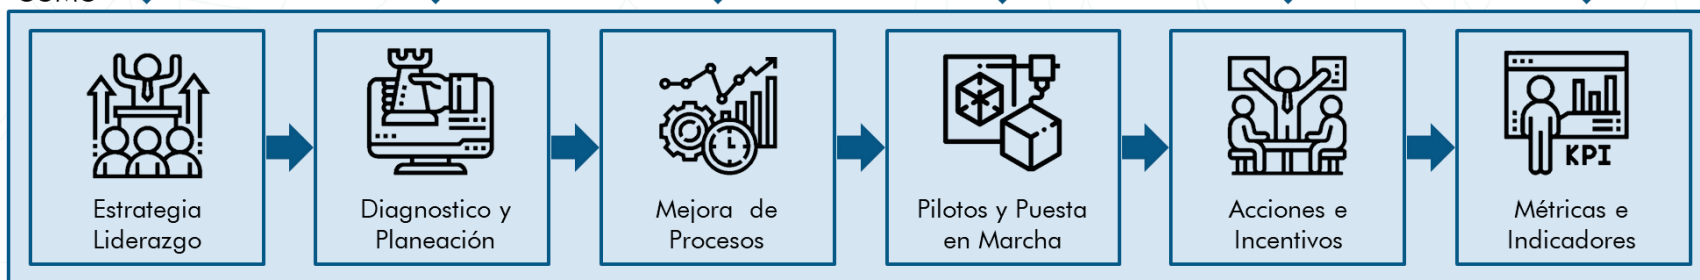 KPI
Estrategia
Liderazgo
Diagnostico y
Planeación
Mejora de
Procesos
Pilotos y Puesta
en Marcha
Acciones e
Incentivos
Métricas e
Indicadores